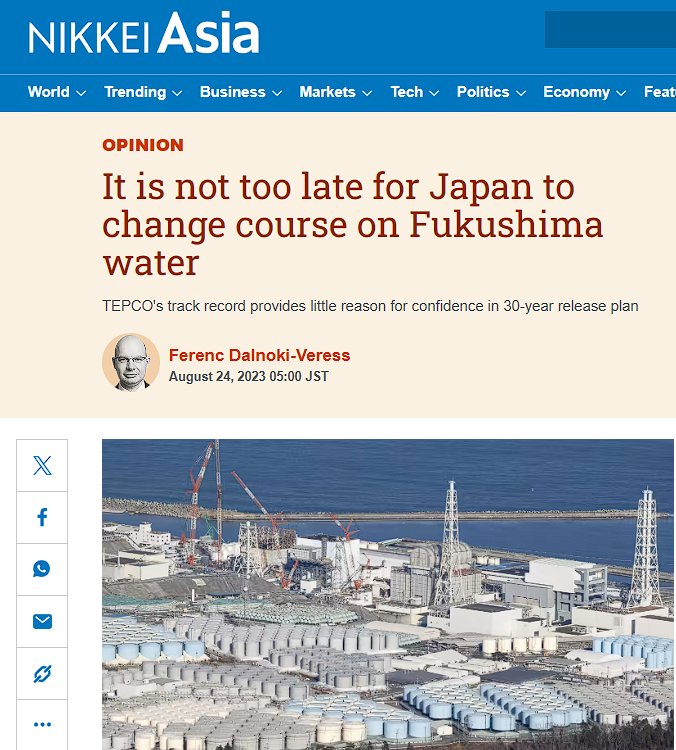 NIKKEI Asia
World Trending Business Markets Tech Politics Economy Feat
OPINION
It is not too late for Japan to
change course on Fukushima
water
TEPCO's track record provides little reason for confidence in 30-year release plan
Ferenc Dalnoki-Veress
August 24, 2023 05:00 JST